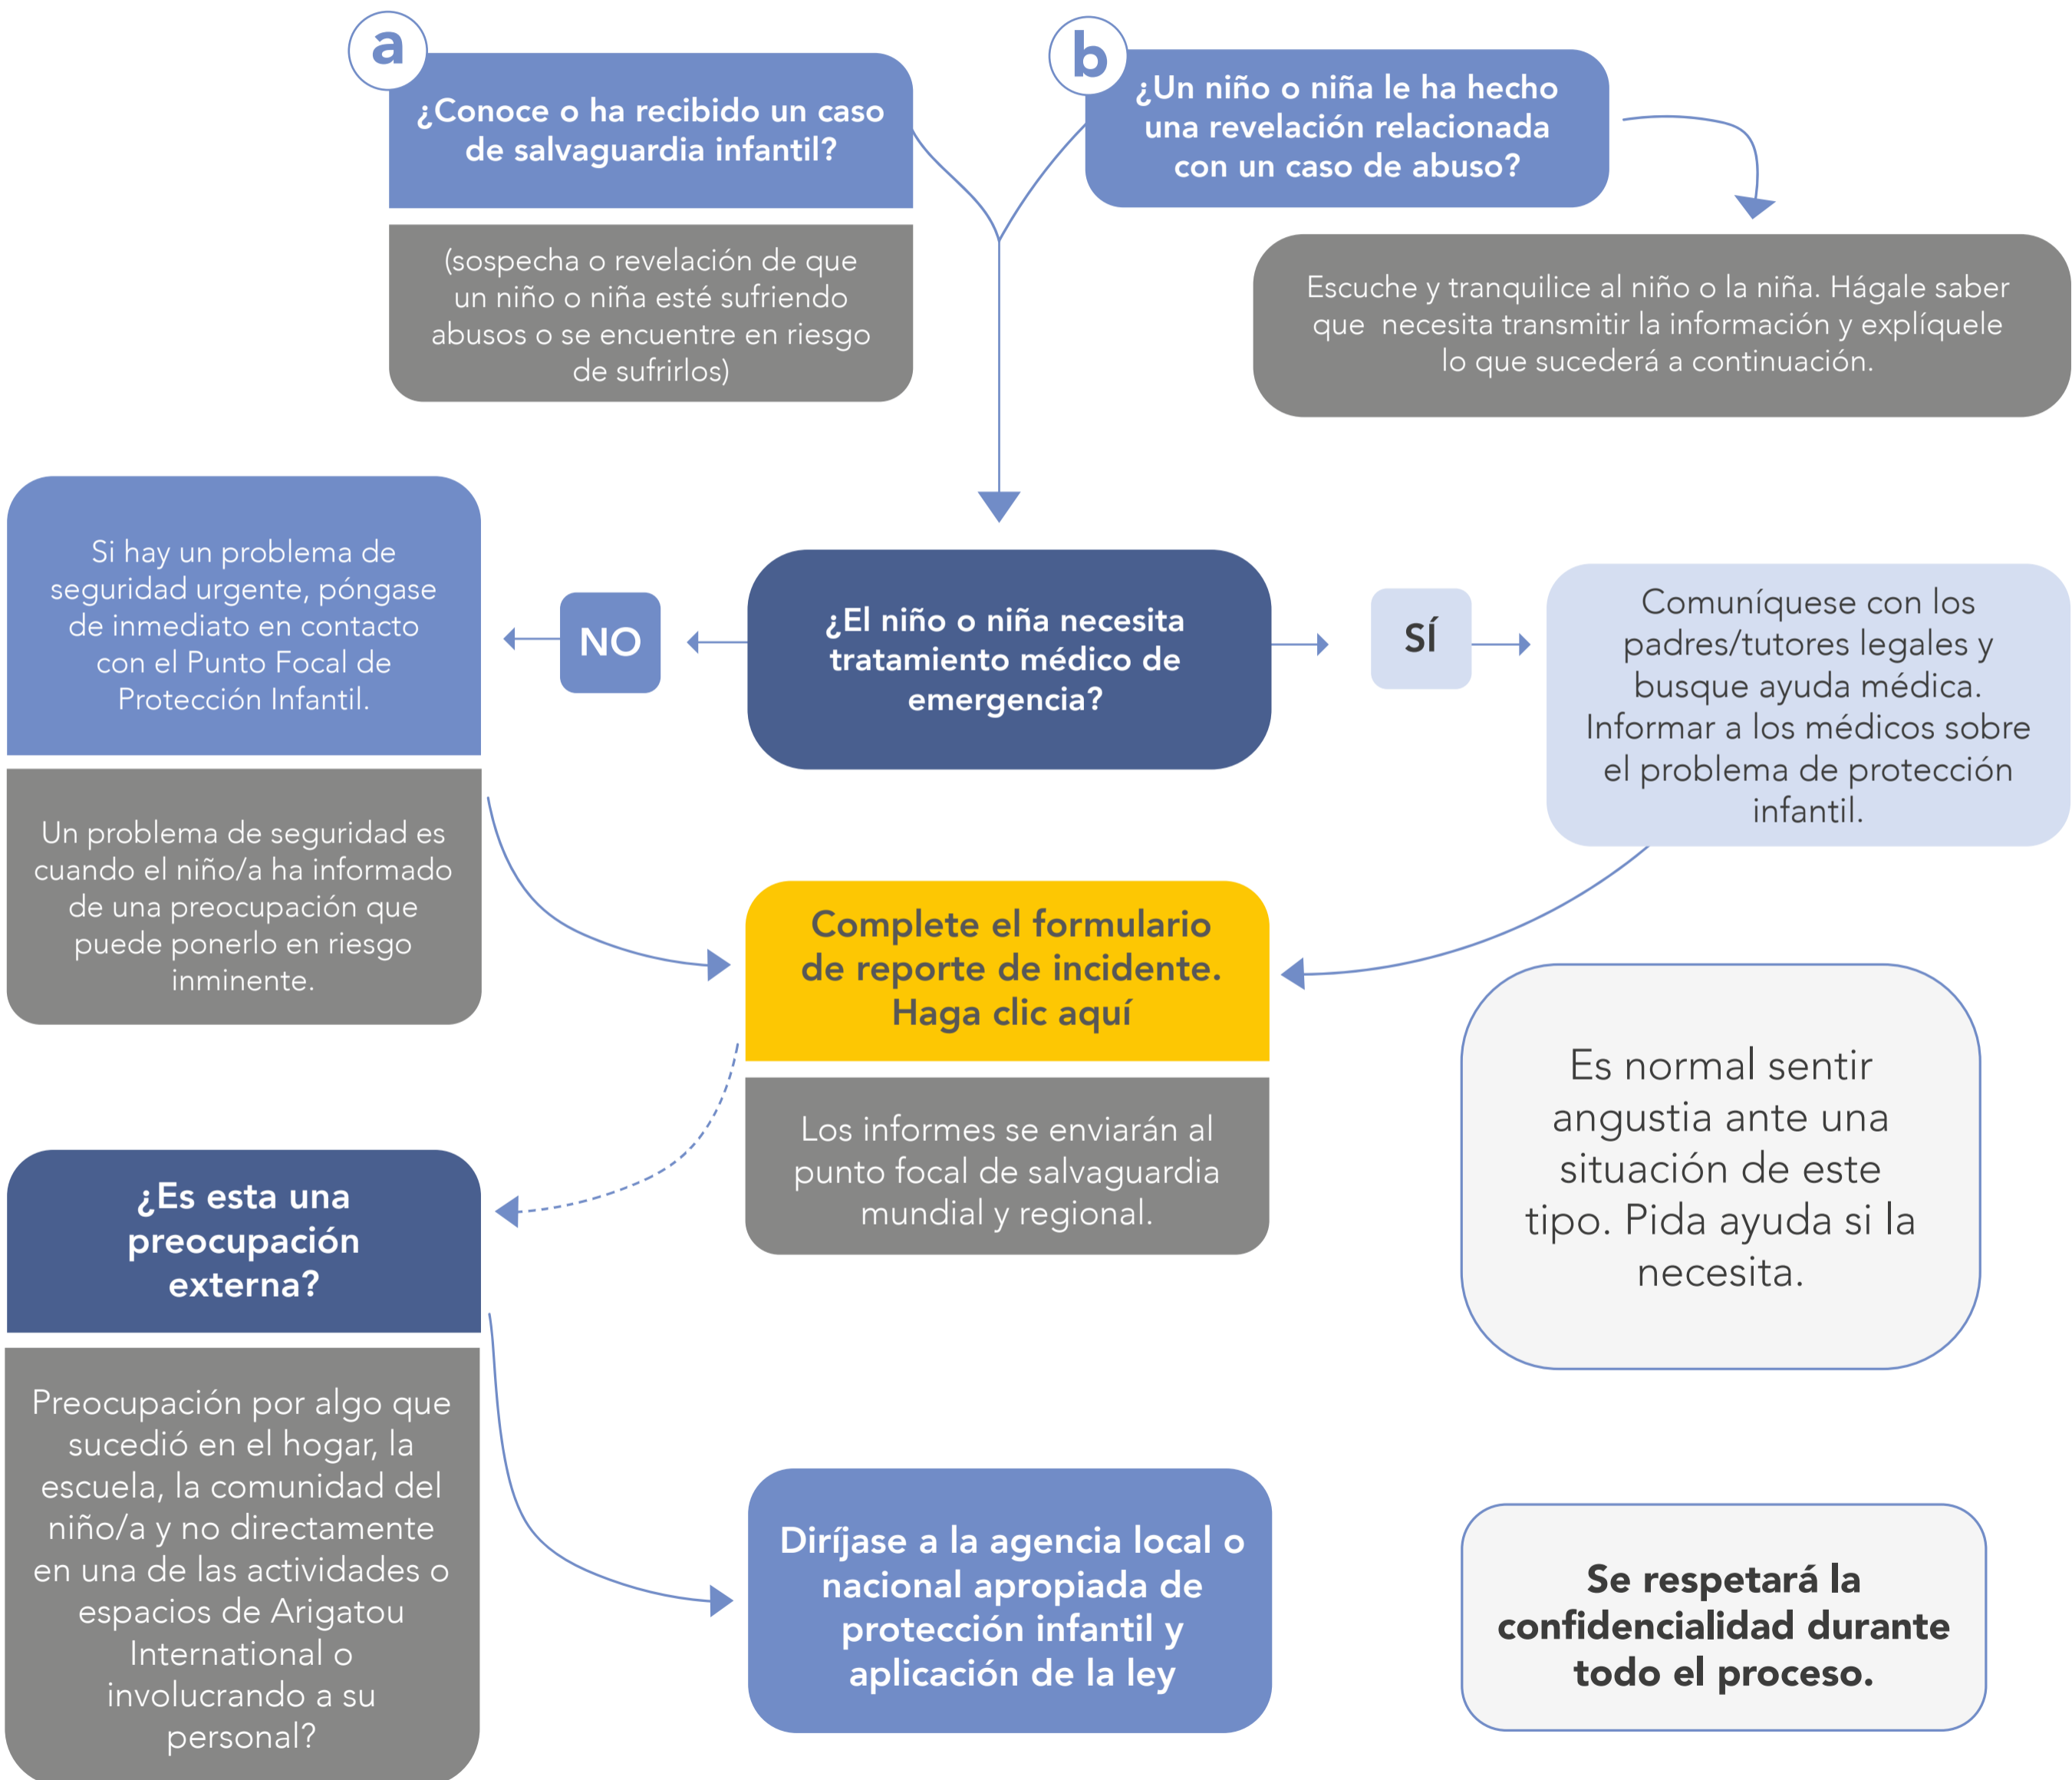 a
¿Conoce o ha recibido un caso
de salvaguardia infantil?
(sospecha o revelación de que
un niño o niña esté sufriendo
abusos o se encuentre en riesgo
de sufrirlos)
b
¿Un niño o niña le ha hecho
una revelación relacionada
con un caso de abuso?
Escuche y tranquilice al niño o la niña. Hágale saber
que necesita transmitir la información y explíquele
lo que sucederá a continuación.
¿El niño o niña necesita
tratamiento médico de
emergencia?
NO
Si hay un problema de
seguridad urgente, póngase
de inmediato en contacto
con el Punto Focal de
Protección Infantil.
Un problema de seguridad es
cuando el niño/a ha informado
de una preocupación que
puede ponerlo en riesgo
inminente.
SÍ
Comuníquese con los
padres/tutores legales y
busque ayuda médica.
Informar a los médicos sobre
el problema de protección
infantil.
Complete el formulario
de reporte de incidente.
Haga clic aquí
Los informes se enviarán al
punto focal de salvaguardia
mundial y regional.
Es normal sentir
angustia ante una
situación de este
tipo. Pida ayuda si la
necesita.
¿Es esta una
preocupación
externa?
Preocupación por algo que
sucedió en el hogar, la
escuela, la comunidad del
niño/a y no directamente
en una de las actividades o
espacios de Arigatou
International o
involucrando a su
personal?
Diríjase a la agencia local o
nacional apropiada de
protección infantil y
aplicación de la ley
Se respetará la
confidencialidad durante
todo el proceso.